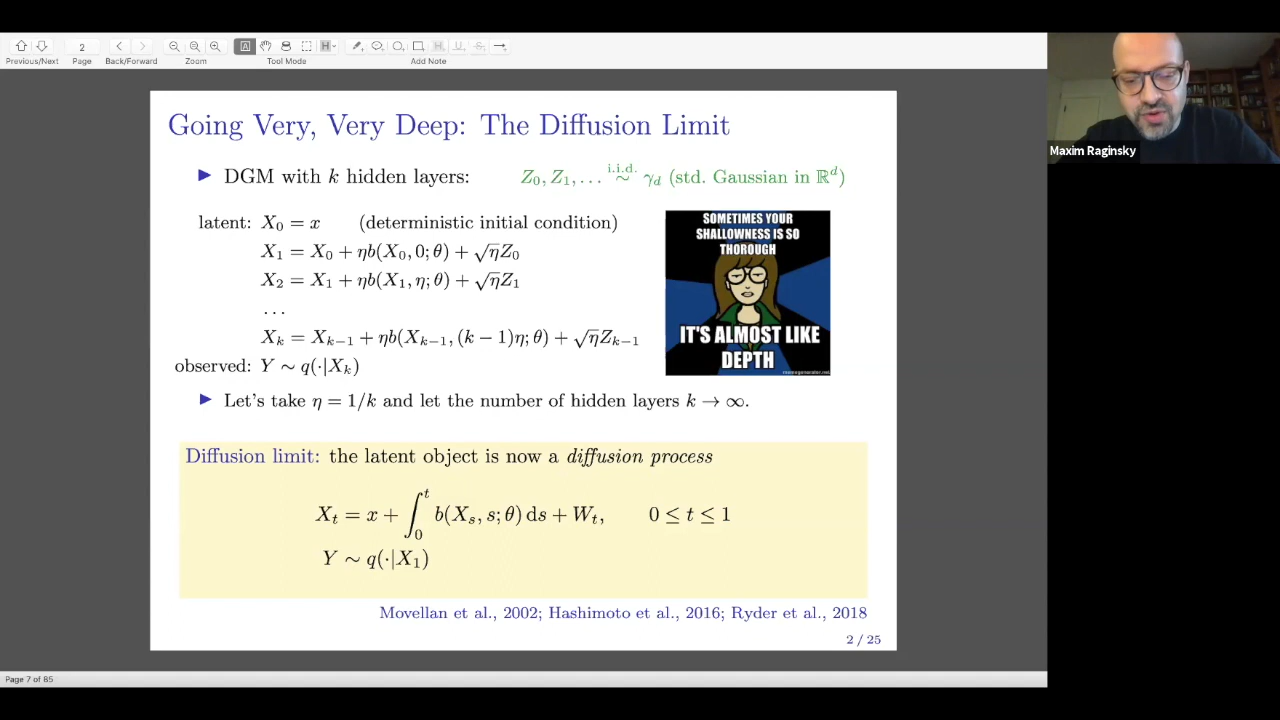 2
Previous/Next Page Back/Forward Zoom Tool Mode Add Note
Maxim Raginsky
Going Very, Very Deep: The Diffusion Limit
▶ DGM with k hidden layers: Z₀, Z₁, . . . i.i.d. ∼ γ_d (std. Gaussian in ℝ^d)
latent: X₀ = x (deterministic initial condition)
X₁ = X₀ + ηb(X₀, 0; θ) + √η Z₀
X₂ = X₁ + ηb(X₁, η; θ) + √η Z₁
. . .
X_k = X_{k−1} + ηb(X_{k−1}, (k − 1)η; θ) + √η Z_{k−1}
observed: Y ∼ q(·|X_k)
SOMETIMES YOUR
SHALLOWNESS IS SO
THOROUGH
IT'S ALMOST LIKE
DEPTH
memegenerator.net
▶ Let's take η = 1/k and let the number of hidden layers k → ∞.
Diffusion limit: the latent object is now a diffusion process
X_t = x + ∫₀^t b(X_s, s; θ) ds + W_t, 0 ≤ t ≤ 1
Y ∼ q(·|X₁)
Movellan et al., 2002; Hashimoto et al., 2016; Ryder et al., 2018
2 / 25
Page 7 of 85